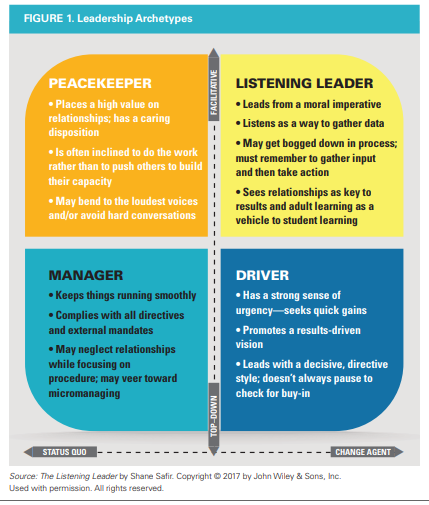 FIGURE 1. Leadership Archetypes
PEACEKEEPER
• Places a high value on
relationships; has a caring
disposition
• Is often inclined to do the work
rather than to push others to build
their capacity
• May bend to the loudest voices
and/or avoid hard conversations
FACILITATIVE
LISTENING LEADER
• Leads from a moral imperative
• Listens as a way to gather data
• May get bogged down in process;
must remember to gather input
and then take action
• Sees relationships as key to
results and adult learning as a
vehicle to student learning
MANAGER
• Keeps things running smoothly
• Complies with all directives
and external mandates
• May neglect relationships
while focusing on
procedure; may veer toward
micromanaging
DRIVER
• Has a strong sense of
urgency—seeks quick gains
• Promotes a results-driven
vision
• Leads with a decisive, directive
style; doesn't always pause to
check for buy-in
TOP-DOWN
STATUS QUO
CHANGE AGENT
Source: The Listening Leader by Shane Safir. Copyright © 2017 by John Wiley & Sons, Inc.
Used with permission. All rights reserved.